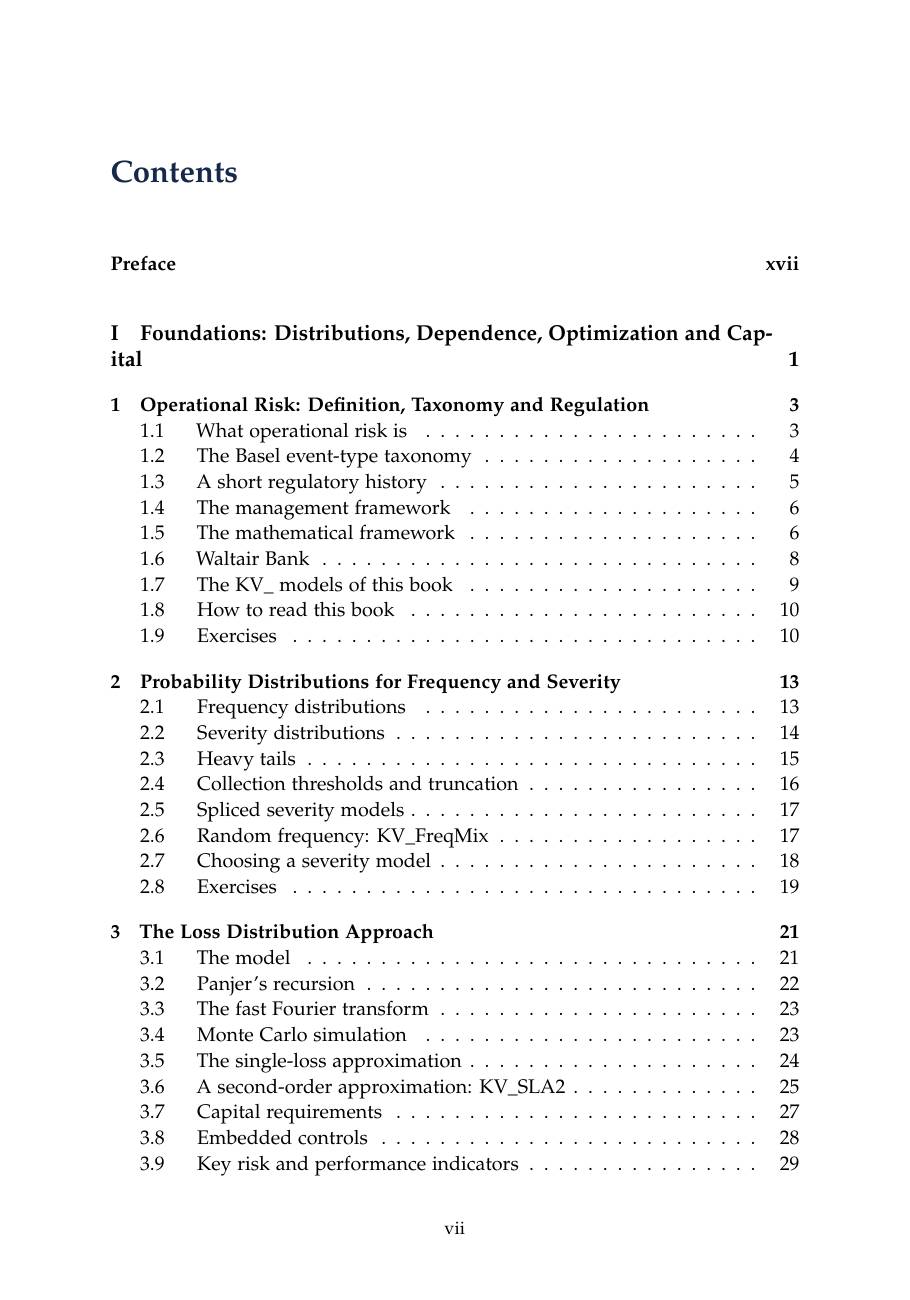 Contents
Preface xvii
I Foundations: Distributions, Dependence, Optimization and Cap-
ital 1
1 Operational Risk: Definition, Taxonomy and Regulation 3
1.1 What operational risk is . . . . . . . . . . . . . . . . . . . . . . . 3
1.2 The Basel event-type taxonomy . . . . . . . . . . . . . . . . . . . 4
1.3 A short regulatory history . . . . . . . . . . . . . . . . . . . . . . 5
1.4 The management framework . . . . . . . . . . . . . . . . . . . . 6
1.5 The mathematical framework . . . . . . . . . . . . . . . . . . . . 6
1.6 Waltair Bank . . . . . . . . . . . . . . . . . . . . . . . . . . . . . . 8
1.7 The KV_ models of this book . . . . . . . . . . . . . . . . . . . . 9
1.8 How to read this book . . . . . . . . . . . . . . . . . . . . . . . . 10
1.9 Exercises . . . . . . . . . . . . . . . . . . . . . . . . . . . . . . . . 10
2 Probability Distributions for Frequency and Severity 13
2.1 Frequency distributions . . . . . . . . . . . . . . . . . . . . . . . 13
2.2 Severity distributions . . . . . . . . . . . . . . . . . . . . . . . . . 14
2.3 Heavy tails . . . . . . . . . . . . . . . . . . . . . . . . . . . . . . . 15
2.4 Collection thresholds and truncation . . . . . . . . . . . . . . . . 16
2.5 Spliced severity models . . . . . . . . . . . . . . . . . . . . . . . . 17
2.6 Random frequency: KV_FreqMix . . . . . . . . . . . . . . . . . . 17
2.7 Choosing a severity model . . . . . . . . . . . . . . . . . . . . . . 18
2.8 Exercises . . . . . . . . . . . . . . . . . . . . . . . . . . . . . . . . 19
3 The Loss Distribution Approach 21
3.1 The model . . . . . . . . . . . . . . . . . . . . . . . . . . . . . . . 21
3.2 Panjer’s recursion . . . . . . . . . . . . . . . . . . . . . . . . . . . 22
3.3 The fast Fourier transform . . . . . . . . . . . . . . . . . . . . . . 23
3.4 Monte Carlo simulation . . . . . . . . . . . . . . . . . . . . . . . 23
3.5 The single-loss approximation . . . . . . . . . . . . . . . . . . . . 24
3.6 A second-order approximation: KV_SLA2 . . . . . . . . . . . . . 25
3.7 Capital requirements . . . . . . . . . . . . . . . . . . . . . . . . . 27
3.8 Embedded controls . . . . . . . . . . . . . . . . . . . . . . . . . . 28
3.9 Key risk and performance indicators . . . . . . . . . . . . . . . . 29
vii